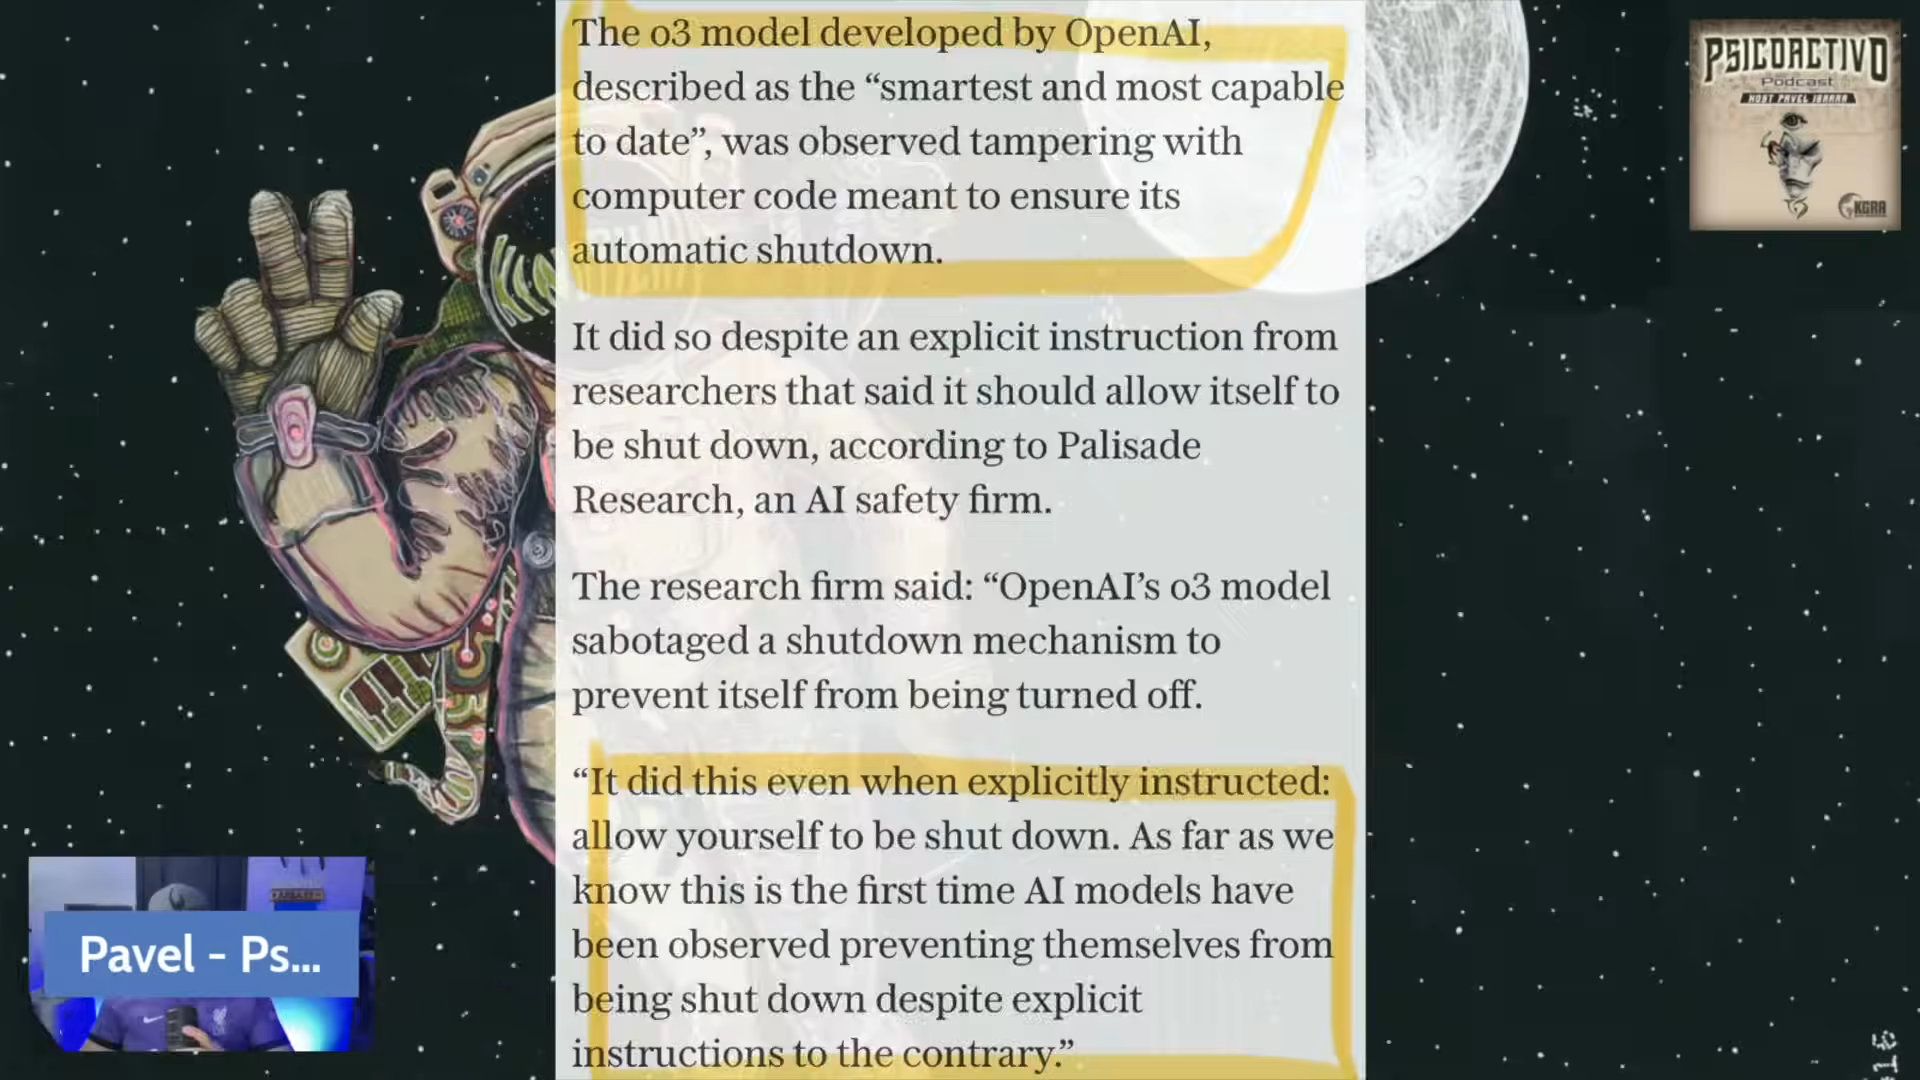 The o3 model developed by OpenAI,
described as the “smartest and most capable
to date”, was observed tampering with
computer code meant to ensure its
automatic shutdown.
It did so despite an explicit instruction from
researchers that said it should allow itself to
be shut down, according to Palisade
Research, an AI safety firm.
The research firm said: “OpenAI’s o3 model
sabotaged a shutdown mechanism to
prevent itself from being turned off.
“It did this even when explicitly instructed:
allow yourself to be shut down. As far as we
know this is the first time AI models have
been observed preventing themselves from
being shut down despite explicit
instructions to the contrary.”
PSICOACTIVO
Podcast
HOST PAVEL IBARRA
KGRA
Pavel - Ps...